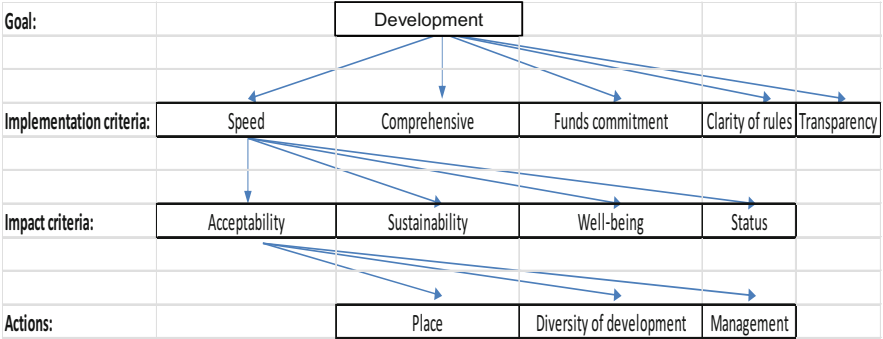 Goal: Development
Implementation criteria: Speed Comprehensive Funds commitment Clarity of rules Transparency
Impact criteria: Acceptability Sustainability Well-being Status
Actions: Place Diversity of development Management